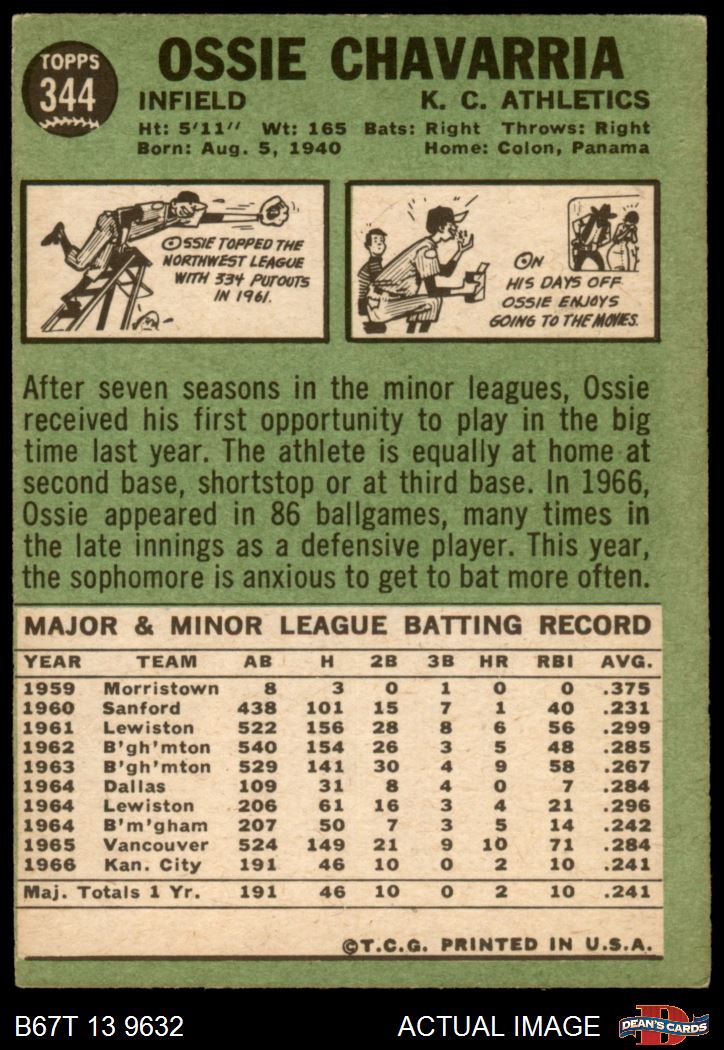 TOPPS
344
OSSIE CHAVARRIA
INFIELD K. C. ATHLETICS
Ht: 5'11" Wt: 165 Bats: Right Throws: Right
Born: Aug. 5, 1940 Home: Colon, Panama
OSSIE TOPPED THE
NORTHWEST LEAGUE
WITH 334 PUTOUTS
IN 1961.
ON
HIS DAYS OFF
OSSIE ENJOYS
GOING TO THE MOVIES.
After seven seasons in the minor leagues, Ossie
received his first opportunity to play in the big
time last year. The athlete is equally at home at
second base, shortstop or at third base. In 1966,
Ossie appeared in 86 ballgames, many times in
the late innings as a defensive player. This year,
the sophomore is anxious to get to bat more often.
MAJOR & MINOR LEAGUE BATTING RECORD
YEAR TEAM AB H 2B 3B HR RBI AVG.
1959 Morristown 8 3 0 1 0 0 .375
1960 Sanford 438 101 15 7 1 40 .231
1961 Lewiston 522 156 28 8 6 56 .299
1962 B'gh'mton 540 154 26 3 5 48 .285
1963 B'gh'mton 529 141 30 4 9 58 .267
1964 Dallas 109 31 8 4 0 7 .284
1964 Lewiston 206 61 16 3 4 21 .296
1964 B'm'gham 207 50 7 3 5 14 .242
1965 Vancouver 524 149 21 9 10 71 .284
1966 Kan. City 191 46 10 0 2 10 .241
Maj. Totals 1 Yr. 191 46 10 0 2 10 .241
©T.C.G. PRINTED IN U.S.A.
B67T 13 9632 ACTUAL IMAGE
D
DEAN'S CARDS